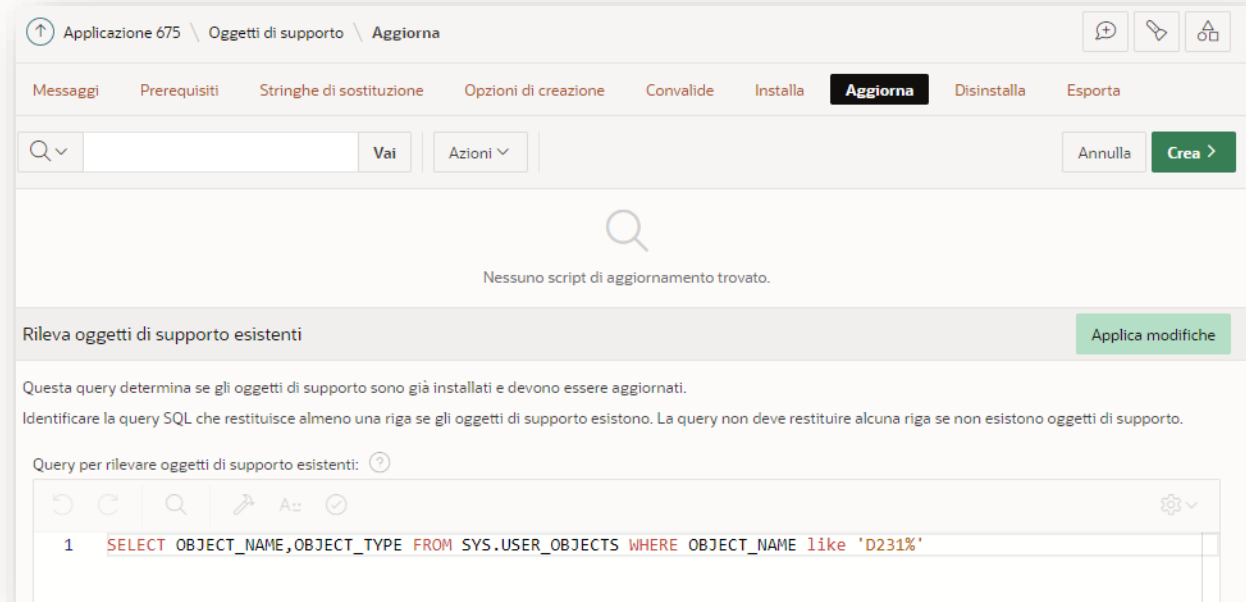 Applicazione 675 \ Oggetti di supporto \ Aggiorna
Messaggi Prerequisiti Stringhe di sostituzione Opzioni di creazione Convalide Installa Aggiorna Disinstalla Esporta
Vai Azioni Annulla Crea >
Nessuno script di aggiornamento trovato.
Rileva oggetti di supporto esistenti Applica modifiche
Questa query determina se gli oggetti di supporto sono già installati e devono essere aggiornati.
Identificare la query SQL che restituisce almeno una riga se gli oggetti di supporto esistono. La query non deve restituire alcuna riga se non esistono oggetti di supporto.
Query per rilevare oggetti di supporto esistenti: ?
A::
1 SELECT OBJECT_NAME,OBJECT_TYPE FROM SYS.USER_OBJECTS WHERE OBJECT_NAME like 'D231%'